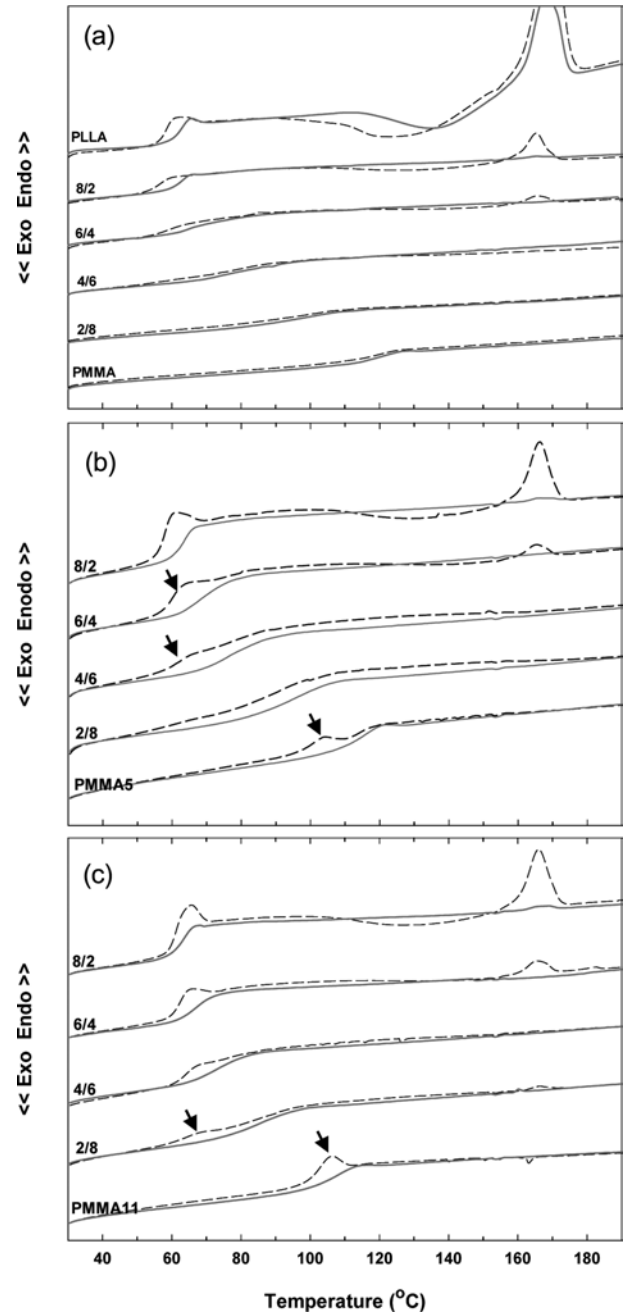 (a)
<< Exo Endo >>
PLLA
8/2
6/4
4/6
2/8
PMMA
(b)
<< Exo Enodo >>
8/2
6/4
4/6
2/8
PMMA5
(c)
<< Exo Endo >>
8/2
6/4
4/6
2/8
PMMA11
40 60 80 100 120 140 160 180
Temperature (°C)